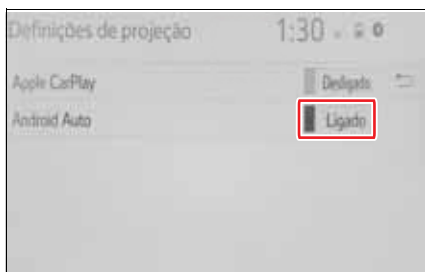 Definições de projeção 1:30
Apple CarPlay Desligado
Android Auto Ligado